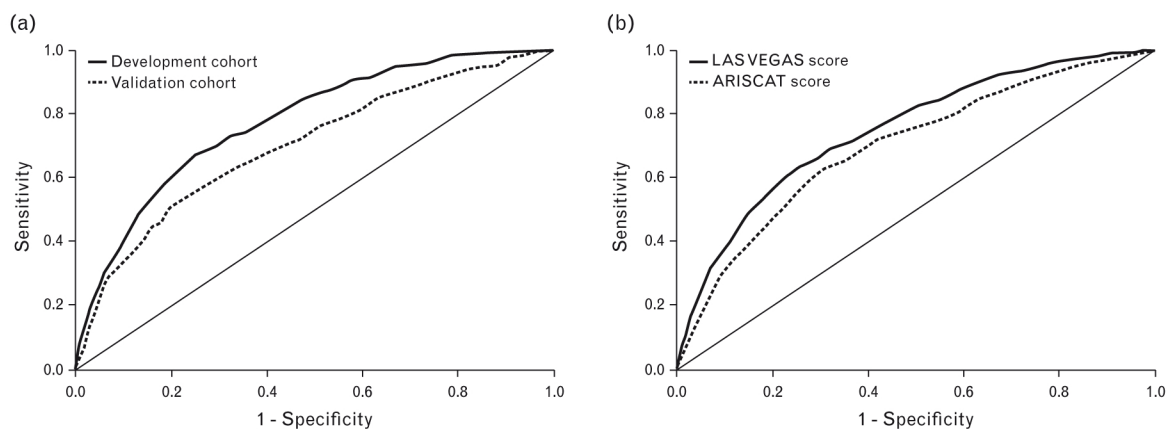 (a)
1.0
0.8
0.6
0.4
0.2
0.0
Sensitivity
Development cohort
Validation cohort
0.0 0.2 0.4 0.6 0.8 1.0
1 - Specificity
(b)
1.0
0.8
0.6
0.4
0.2
0.0
Sensitivity
LAS VEGAS score
ARISCAT score
0.0 0.2 0.4 0.6 0.8 1.0
1 - Specificity